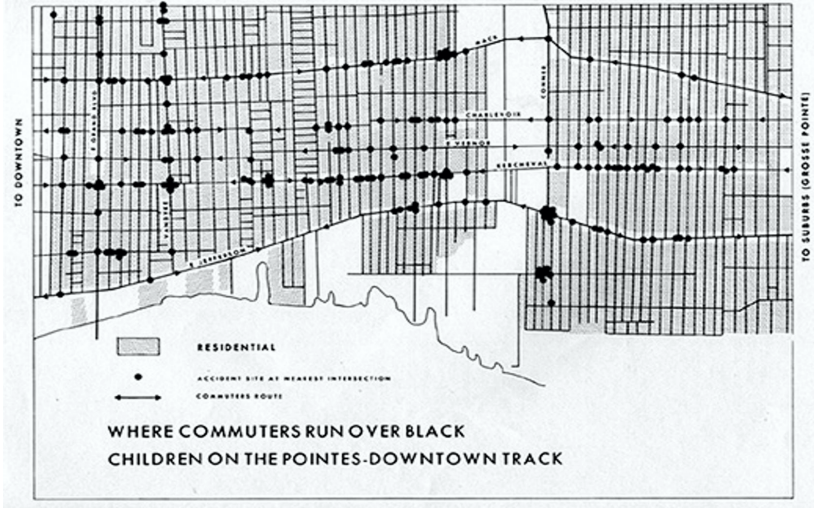 MACK
CONNER
E GRAND BLVD
CHARLEVOIX
E VERNOR
KERCHEVAL
E. JEFFERSON
TO DOWNTOWN
TO SUBURBS (GROSSE POINTE)
RESIDENTIAL
ACCIDENT SITE AT NEAREST INTERSECTION
COMMUTERS ROUTE
WHERE COMMUTERS RUN OVER BLACK
CHILDREN ON THE POINTES-DOWNTOWN TRACK